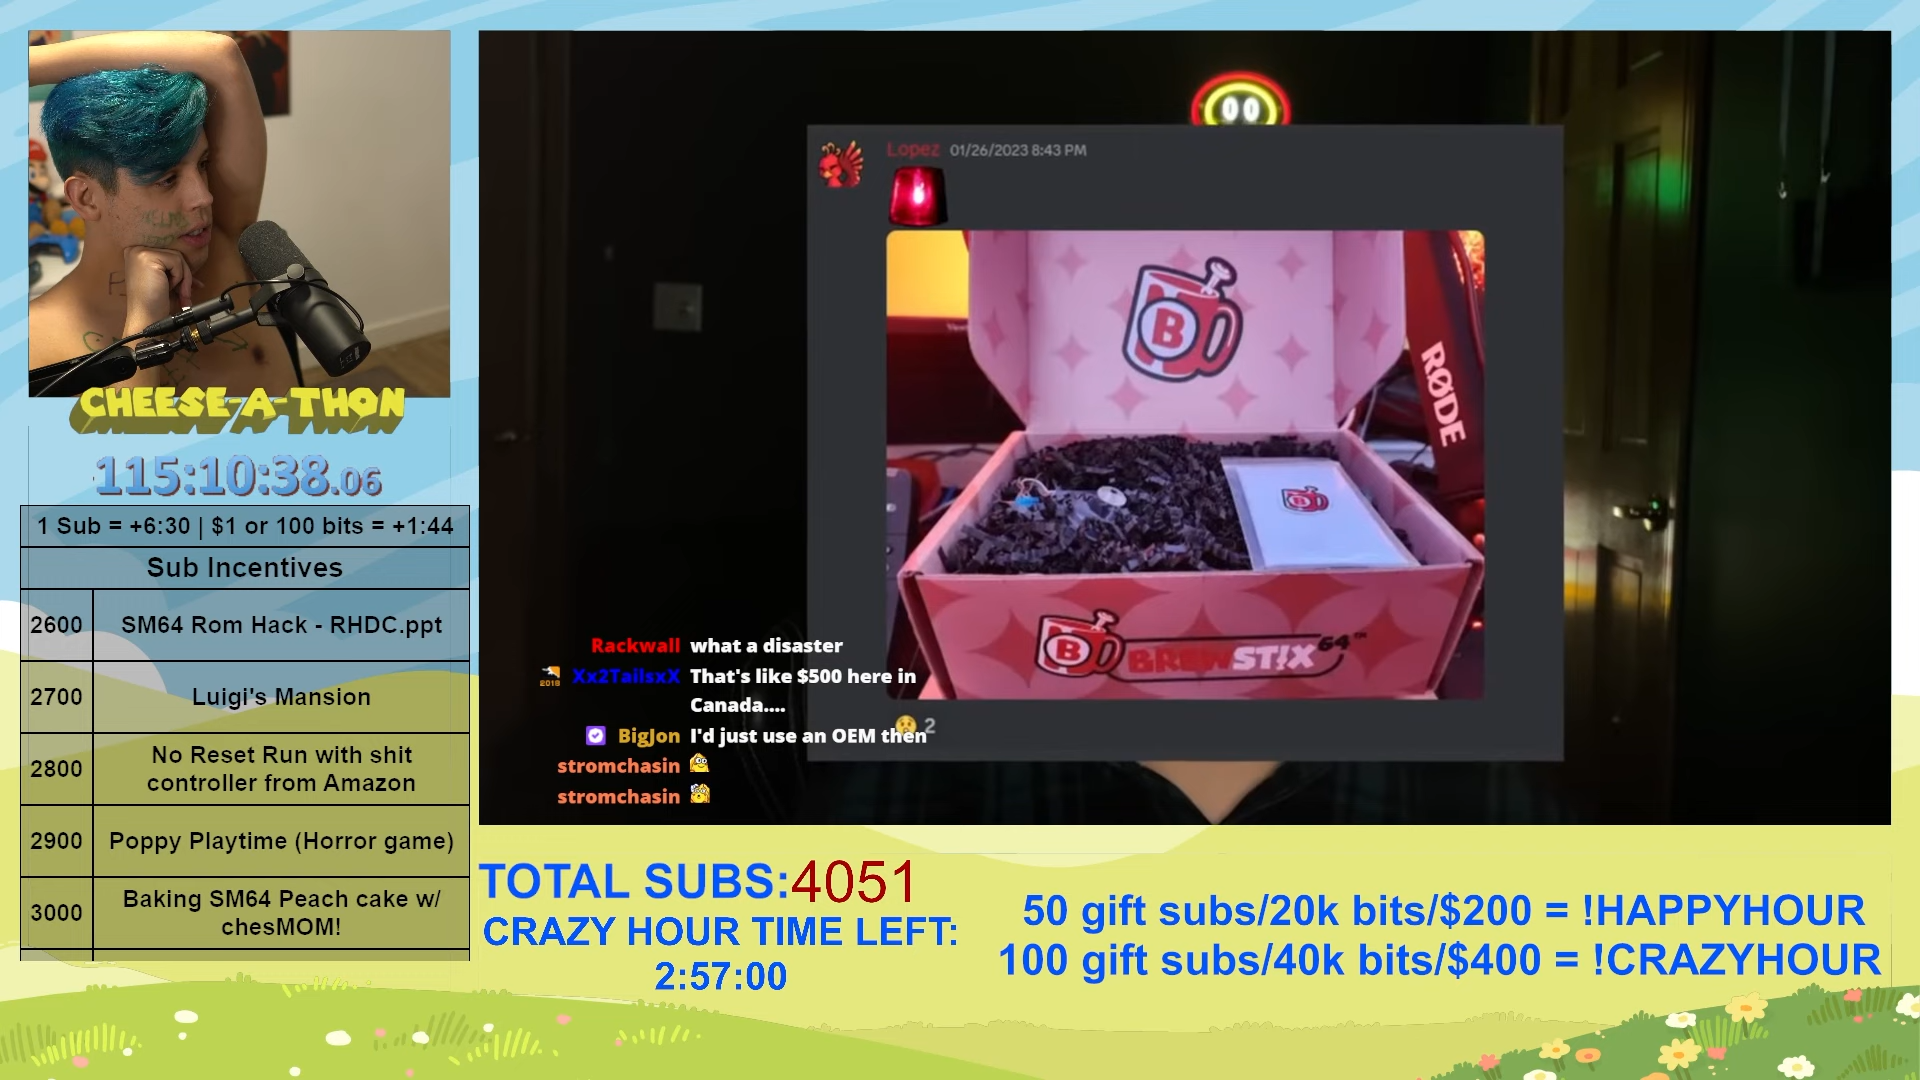 CHEESE-A-THON
115:10:38.06
1 Sub = +6:30 | $1 or 100 bits = +1:44
Sub Incentives
2600 SM64 Rom Hack - RHDC.ppt
2700 Luigi's Mansion
2800 No Reset Run with shit
controller from Amazon
2900 Poppy Playtime (Horror game)
3000 Baking SM64 Peach cake w/
chesMOM!
Lopez 01/26/2023 8:43 PM
B
RØDE
B
B BREWSTIX64™
2
Rackwall what a disaster
2018 Xx2TailsxX That's like $500 here in
Canada....
BigJon I'd just use an OEM then
stromchasin
stromchasin
TOTAL SUBS:4051
CRAZY HOUR TIME LEFT:
2:57:00
50 gift subs/20k bits/$200 = !HAPPYHOUR
100 gift subs/40k bits/$400 = !CRAZYHOUR